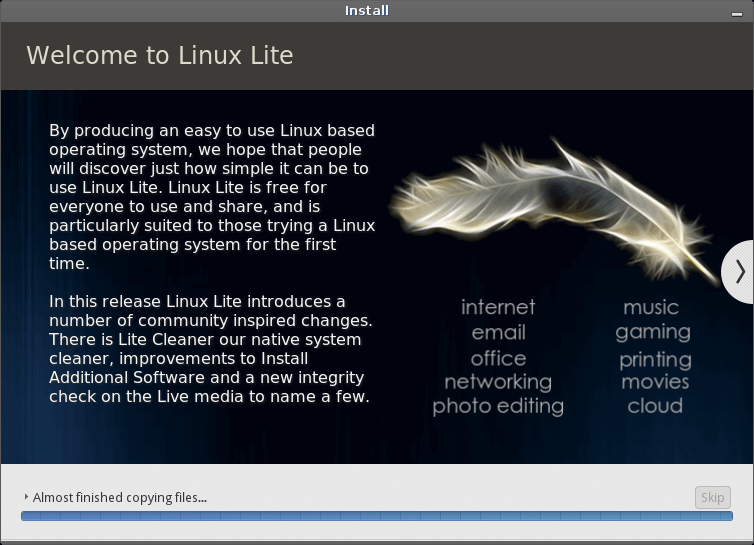 Install
Welcome to Linux Lite
By producing an easy to use Linux based
operating system, we hope that people
will discover just how simple it can be to
use Linux Lite. Linux Lite is free for
everyone to use and share, and is
particularly suited to those trying a Linux
based operating system for the first
time.
In this release Linux Lite introduces a
number of community inspired changes.
There is Lite Cleaner our native system
cleaner, improvements to Install
Additional Software and a new integrity
check on the Live media to name a few.
internet
email
office
networking
photo editing
music
gaming
printing
movies
cloud
Almost finished copying files...
Skip